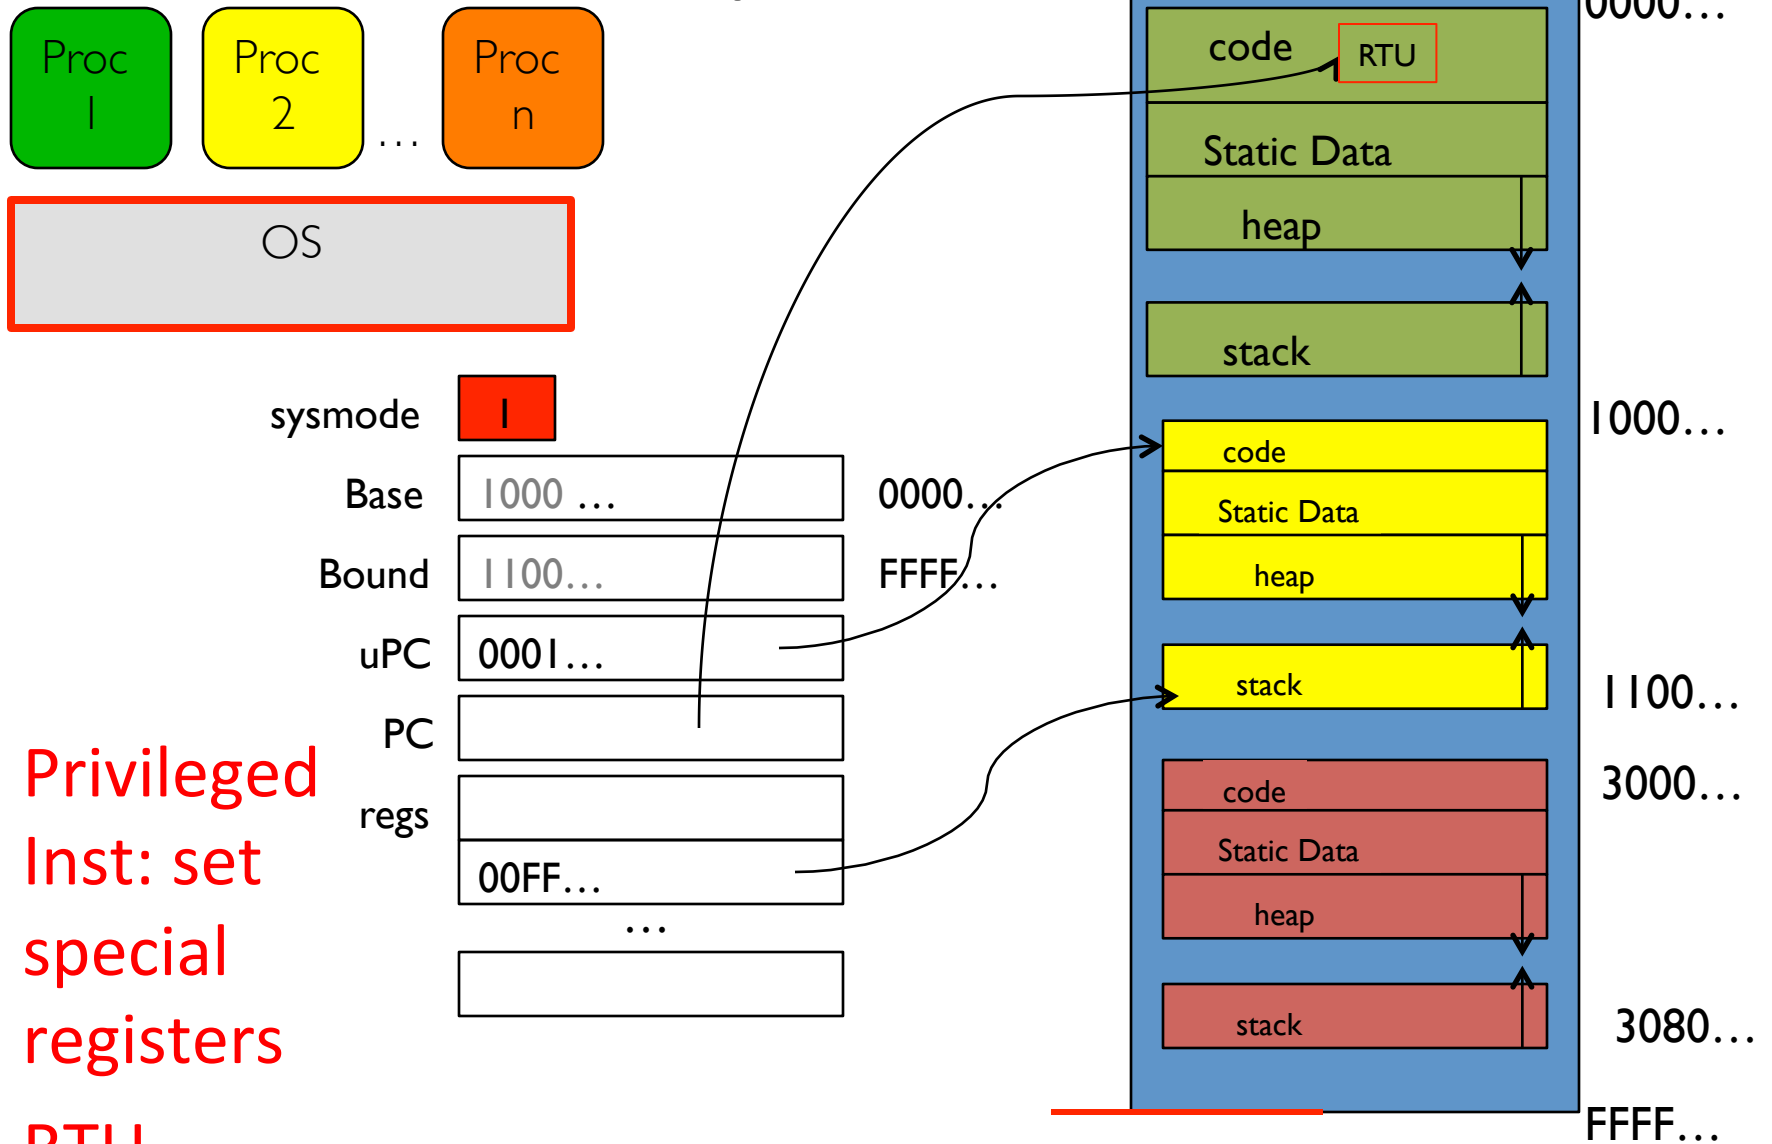 Proc
1
Proc
2
…
Proc
n
OS
sysmode 1
Base 1000 … 0000…
Bound 1100… FFFF…
uPC 0001…
PC
regs
00FF…
…
Privileged
Inst: set
special
registers
RTU
0000…
code RTU
Static Data
heap
stack
1000…
code
Static Data
heap
stack
1100…
3000…
code
Static Data
heap
stack
3080…
FFFF…